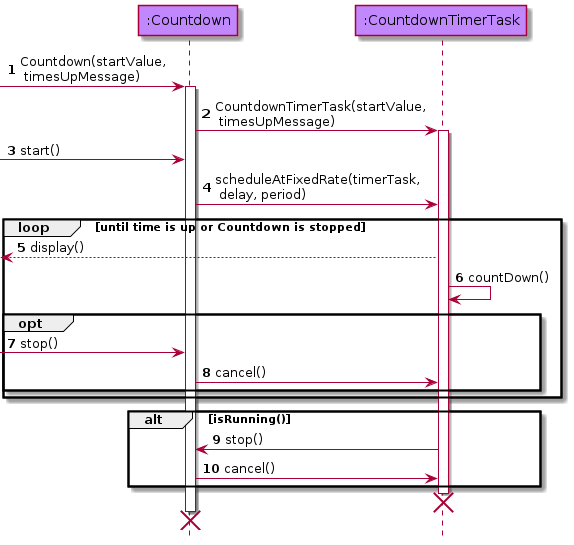 :Countdown
:CountdownTimerTask
1 Countdown(startValue,
timesUpMessage)
2 CountdownTimerTask(startValue,
timesUpMessage)
3 start()
4 scheduleAtFixedRate(timerTask,
delay, period)
loop [until time is up or Countdown is stopped]
5 display()
6 countDown()
opt
7 stop()
8 cancel()
alt [isRunning()]
9 stop()
10 cancel()